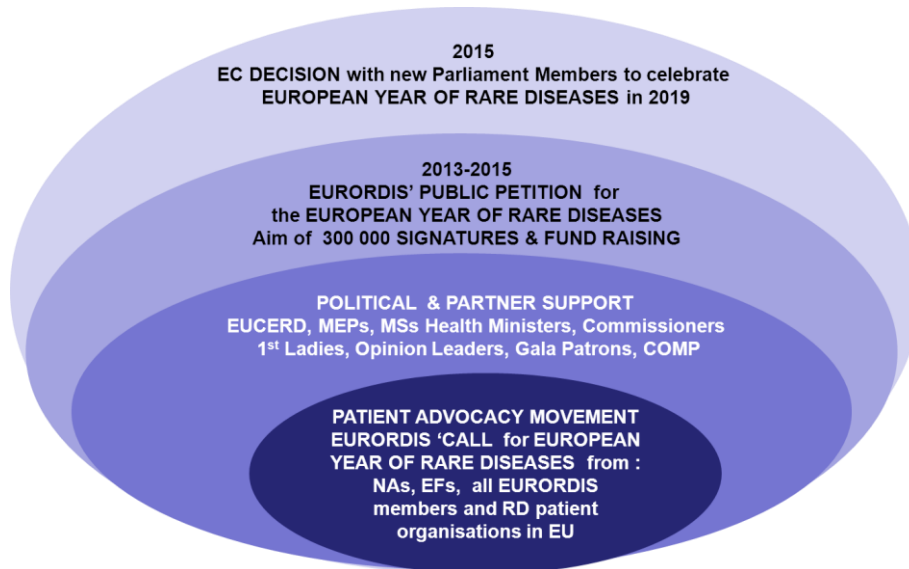 2015
EC DECISION with new Parliament Members to celebrate
EUROPEAN YEAR OF RARE DISEASES in 2019
2013-2015
EURORDIS’ PUBLIC PETITION for
the EUROPEAN YEAR OF RARE DISEASES
Aim of 300 000 SIGNATURES & FUND RAISING
POLITICAL & PARTNER SUPPORT
EUCERD, MEPs, MSs Health Ministers, Commissioners
1st Ladies, Opinion Leaders, Gala Patrons, COMP
PATIENT ADVOCACY MOVEMENT
EURORDIS ‘CALL for EUROPEAN
YEAR OF RARE DISEASES from :
NAs, EFs, all EURORDIS
members and RD patient
organisations in EU